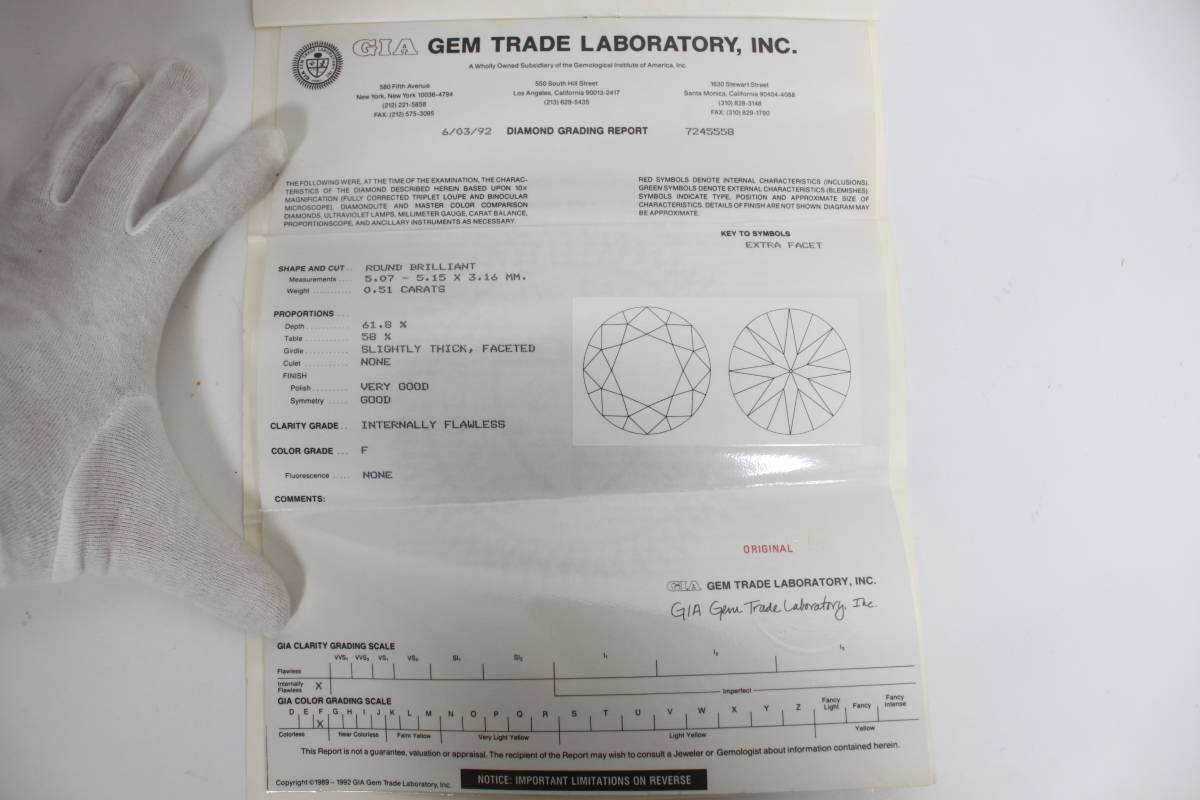 GIA GEM TRADE LABORATORY, INC.
A Wholly Owned Subsidiary of the Gemological Institute of America, Inc.
580 Fifth Avenue
New York, New York 10036-4794
(212) 221-5858
FAX: (212) 575-3095
550 South Hill Street
Los Angeles, California 90013-2417
(213) 629-5435
1630 Stewart Street
Santa Monica, California 90404-4088
(310) 828-3148
FAX: (310) 829-1790
6/03/92 DIAMOND GRADING REPORT 7245558
THE FOLLOWING WERE, AT THE TIME OF THE EXAMINATION, THE CHARAC-
TERISTICS OF THE DIAMOND DESCRIBED HEREIN BASED UPON 10X
MAGNIFICATION (FULLY CORRECTED TRIPLET LOUPE AND BINOCULAR
MICROSCOPE), DIAMONDLITE AND MASTER COLOR COMPARISON
DIAMONDS, ULTRAVIOLET LAMPS, MILLIMETER GAUGE, CARAT BALANCE,
PROPORTIONSCOPE, AND ANCILLARY INSTRUMENTS AS NECESSARY.
RED SYMBOLS DENOTE INTERNAL CHARACTERISTICS (INCLUSIONS).
GREEN SYMBOLS DENOTE EXTERNAL CHARACTERISTICS (BLEMISHES).
SYMBOLS INDICATE TYPE, POSITION AND APPROXIMATE SIZE OF
CHARACTERISTICS. DETAILS OF FINISH ARE NOT SHOWN. DIAGRAM MAY
BE APPROXIMATE.
KEY TO SYMBOLS
EXTRA FACET
SHAPE AND CUT .. ROUND BRILLIANT
Measurements .... 5.07 - 5.15 X 3.16 MM.
Weight .......... 0.51 CARATS
PROPORTIONS ...
Depth .......... 61.8 %
Table .......... 58 %
Girdle .......... SLIGHTLY THICK, FACETED
Culet .......... NONE
FINISH
Polish ......... VERY GOOD
Symmetry ..... GOOD
CLARITY GRADE .. INTERNALLY FLAWLESS
COLOR GRADE ... F
Fluorescence ..... NONE
COMMENTS:
ORIGINAL
GIA GEM TRADE LABORATORY, INC.
GIA Gem Trade Laboratory, Inc.
GIA CLARITY GRADING SCALE
VVS1 VVS2 VS1 VS2 SI1 SI2 I1 I2 I3
Flawless
Internally
Flawless X
Imperfect
GIA COLOR GRADING SCALE
D E F G H I J K L M N O P Q R S T U V W X Y Z Fancy Light Fancy Fancy Intense
X
Colorless Near Colorless Faint Yellow Very Light Yellow Light Yellow Yellow
This Report is not a guarantee, valuation or appraisal. The recipient of the Report may wish to consult a Jeweler or Gemologist about information contained herein.
Copyright ©1989 - 1992 GIA Gem Trade Laboratory, Inc.
NOTICE: IMPORTANT LIMITATIONS ON REVERSE